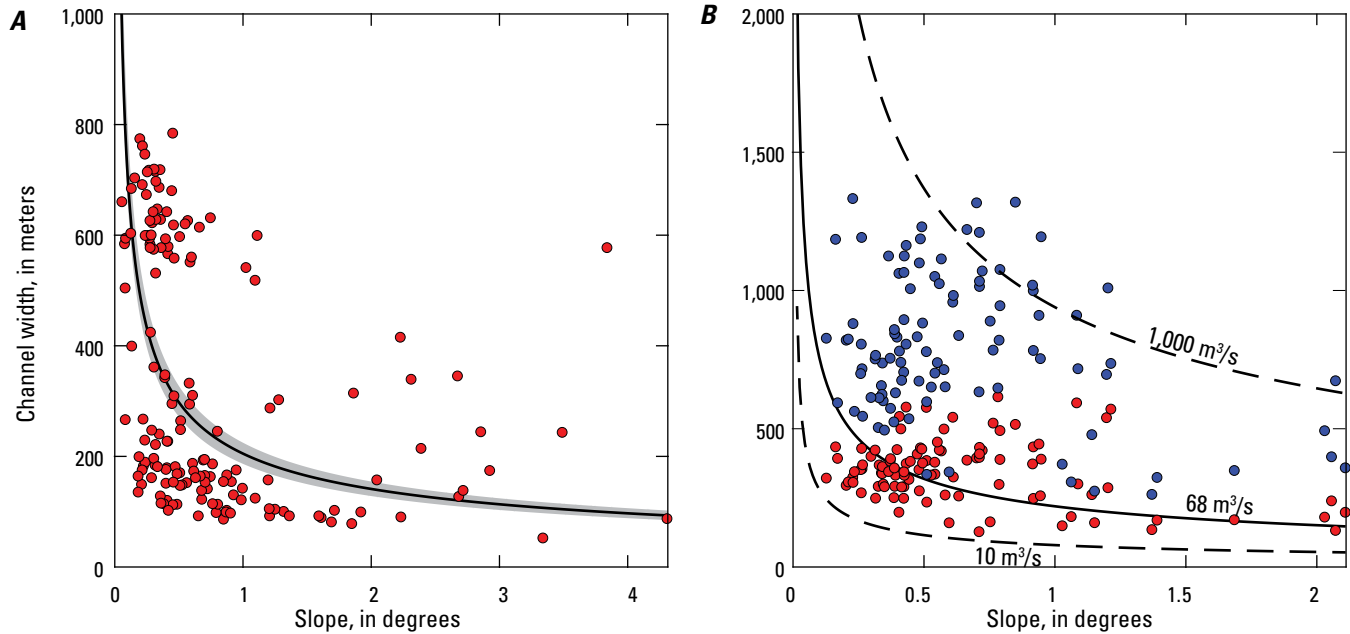 A
1,000
800
600
400
200
0
Channel width, in meters
0
1
2
3
4
Slope, in degrees
B
2,000
1,500
1,000
500
0
1,000 m³/s
68 m³/s
10 m³/s
0
0.5
1
1.5
2
Slope, in degrees